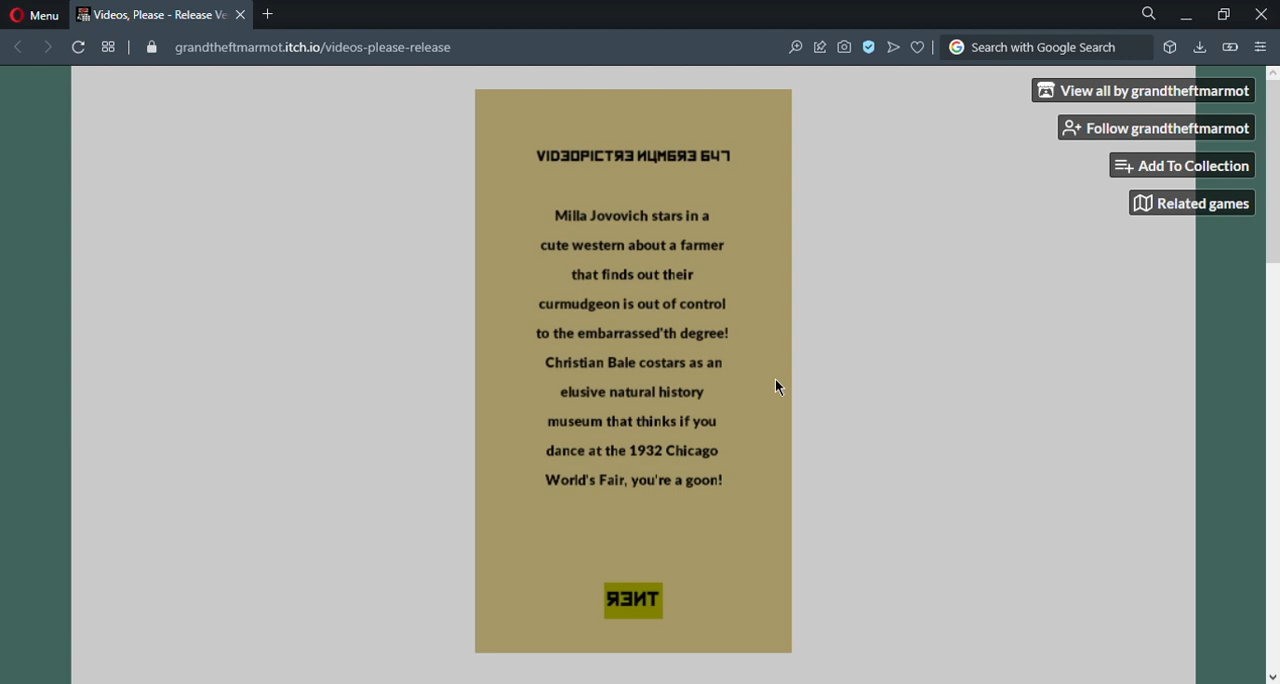 Menu
Videos, Please - Release Ve
grandtheftmarmot.itch.io/videos-please-release
Search with Google Search
View all by grandtheftmarmot
Follow grandtheftmarmot
Add To Collection
Related games
VIDEOPICTЯE NUMBER 647
Milla Jovovich stars in a
cute western about a farmer
that finds out their
curmudgeon is out of control
to the embarrassed'th degree!
Christian Bale costars as an
elusive natural history
museum that thinks if you
dance at the 1932 Chicago
World's Fair, you're a goon!
ЯЗИT